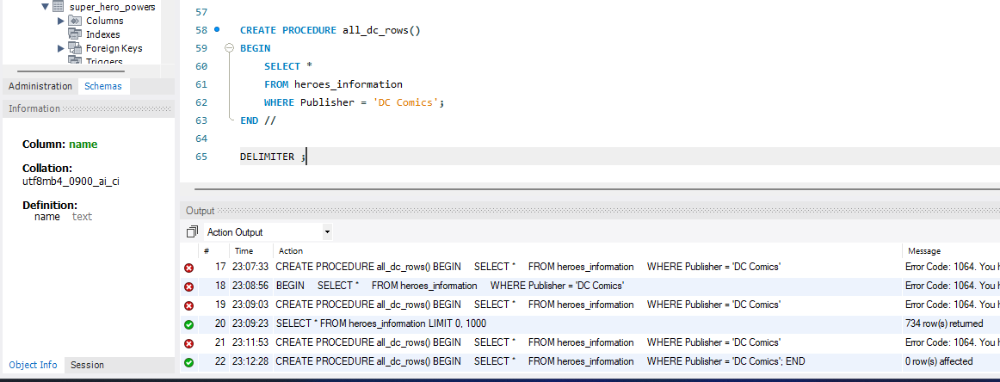 super_hero_powers
Columns
Indexes
Foreign Keys
Triggers
Administration Schemas
Information
Column: name
Collation:
utf8mb4_0900_ai_ci
Definition:
name text
Object Info Session
57
58 CREATE PROCEDURE all_dc_rows()
59 BEGIN
60 SELECT *
61 FROM heroes_information
62 WHERE Publisher = 'DC Comics';
63 END //
64
65 DELIMITER ;
Output
Action Output
# Time Action Message
17 23:07:33 CREATE PROCEDURE all_dc_rows() BEGIN SELECT * FROM heroes_information WHERE Publisher = 'DC Comics' Error Code: 1064. You h
18 23:08:56 BEGIN SELECT * FROM heroes_information WHERE Publisher = 'DC Comics' Error Code: 1064. You h
19 23:09:03 CREATE PROCEDURE all_dc_rows() BEGIN SELECT * FROM heroes_information WHERE Publisher = 'DC Comics' Error Code: 1064. You h
20 23:09:23 SELECT * FROM heroes_information LIMIT 0, 1000 734 row(s) returned
21 23:11:53 CREATE PROCEDURE all_dc_rows() BEGIN SELECT * FROM heroes_information WHERE Publisher = 'DC Comics' Error Code: 1064. You h
22 23:12:28 CREATE PROCEDURE all_dc_rows() BEGIN SELECT * FROM heroes_information WHERE Publisher = 'DC Comics'; END 0 row(s) affected